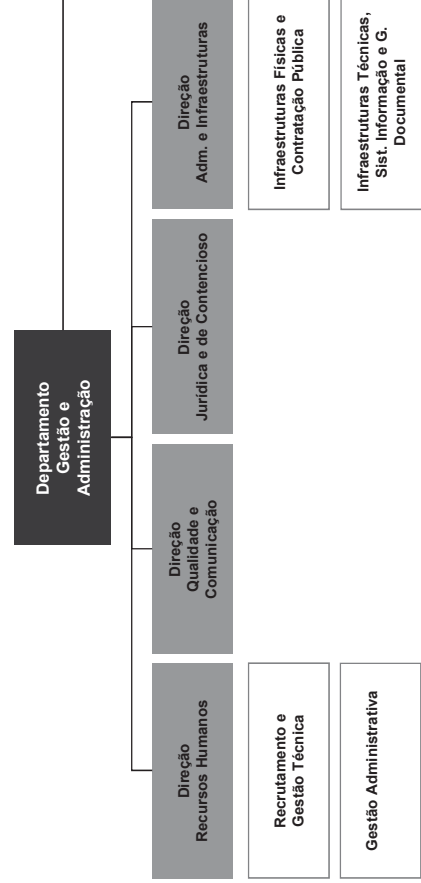 Departamento
Gestão e
Administração
Direção
Recursos Humanos
Direção
Qualidade e
Comunicação
Direção
Jurídica e de Contencioso
Direção
Adm. e Infraestruturas
Recrutamento e
Gestão Técnica
Gestão Administrativa
Infraestruturas Físicas e
Contratação Pública
Infraestruturas Técnicas,
Sist. Informação e G.
Documental